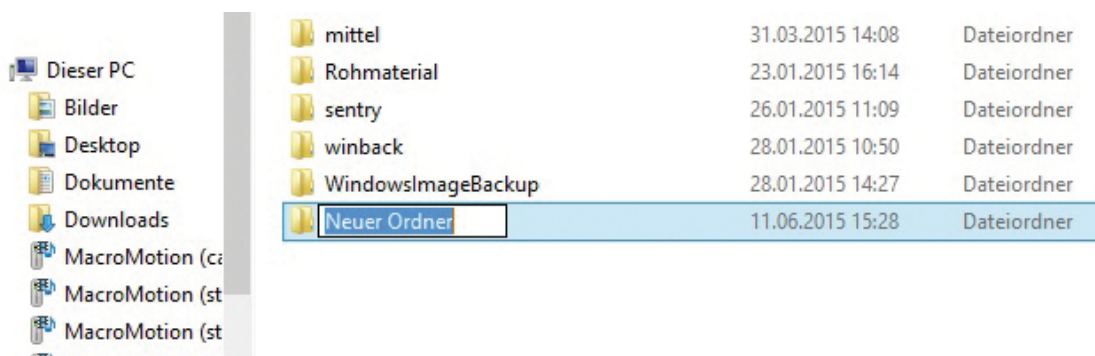 Dieser PC
Bilder
Desktop
Dokumente
Downloads
MacroMotion (ca
MacroMotion (st
MacroMotion (st
mittel 31.03.2015 14:08 Dateiordner
Rohmaterial 23.01.2015 16:14 Dateiordner
sentry 26.01.2015 11:09 Dateiordner
winback 28.01.2015 10:50 Dateiordner
WindowsImageBackup 28.01.2015 14:27 Dateiordner
Neuer Ordner 11.06.2015 15:28 Dateiordner